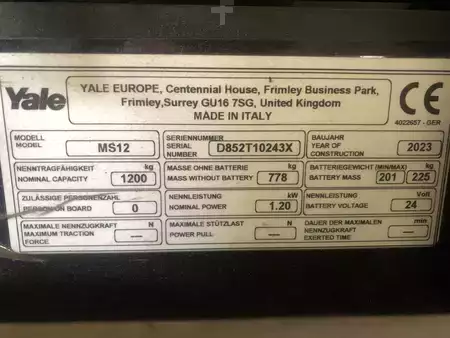 Yale
YALE EUROPE, Centennial House, Frimley Business Park,
Frimley, Surrey GU16 7SG, United Kingdom
MADE IN ITALY
CE
4022657 - GER
MODELL
MODEL
MS12
SERIENNUMMER
SERIAL
NUMBER
D852T10243X
BAUJAHR
YEAR OF
CONSTRUCTION
2023
NENNTRAGFÄHIGKEIT
NOMINAL CAPACITY
kg
1200
MASSE OHNE BATTERIE
MASS WITHOUT BATTERY
kg
778
BATTERIEGEWICHT (MIN/MAX)
BATTERY MASS
kg
201
225
ZULÄSSIGE PERSONENZAHL
PERSON ON BOARD
0
NENNLEISTUNG
NOMINAL POWER
kW
1.20
NENNLEISTUNG
BATTERY VOLTAGE
Volt
24
MAXIMALE NENNZUGKRAFT
MAXIMUM TRACTION
FORCE
—
MAXIMALE STÜTZLAST
POWER PULL
—
DAUER DER MAXIMALEN
NENNZUGKRAFT
EXERTED TIME
min
—